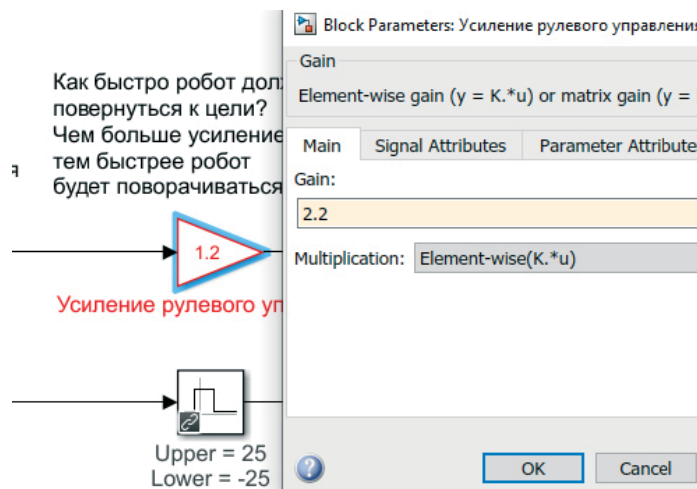 Как быстро робот дол
повернуться к цели?
Чем больше усиление
тем быстрее робот
будет поворачиваться
я
1.2
Усиление рулевого уп
Upper = 25
Lower = -25
Block Parameters: Усиление рулевого управления
Gain
Element-wise gain (y = K.*u) or matrix gain (y =
Main Signal Attributes Parameter Attribute
Gain:
2.2
Multiplication: Element-wise(K.*u)
? OK Cancel